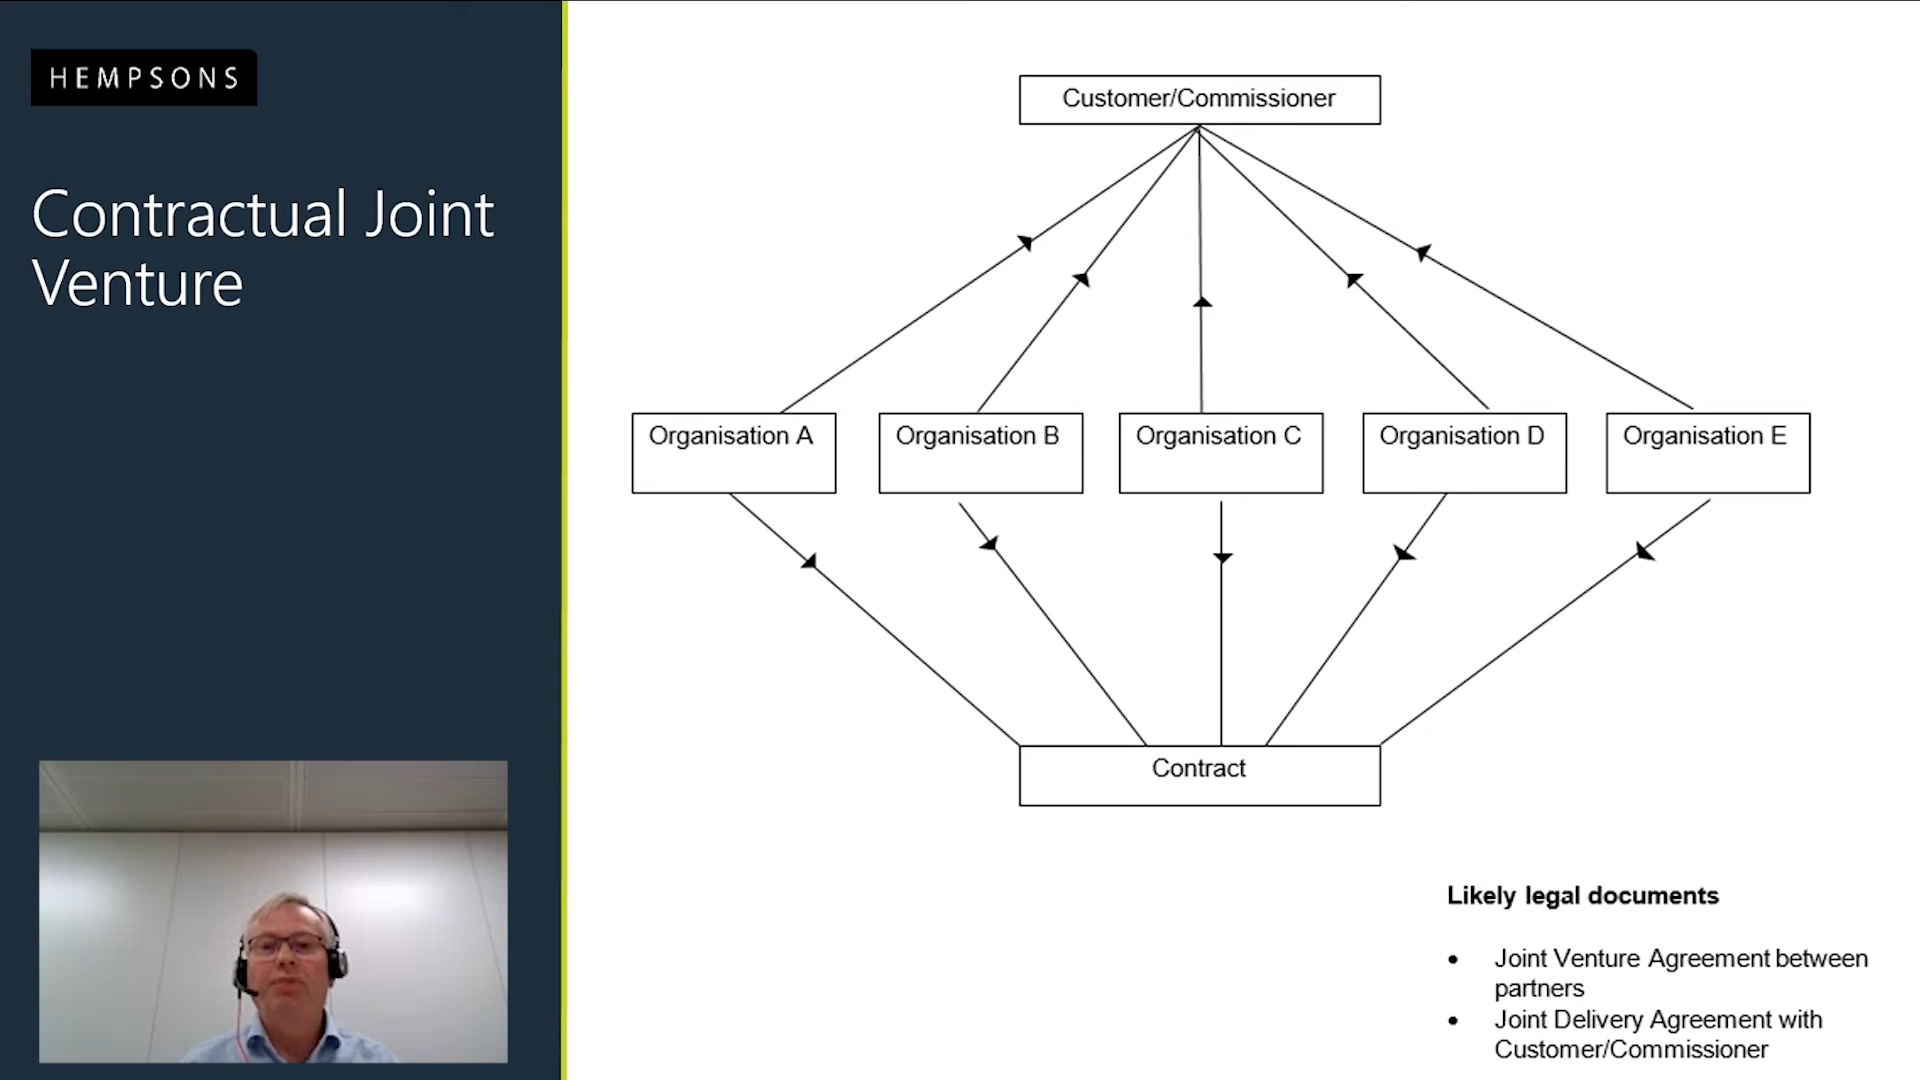 HEMPSONS
Contractual Joint
Venture
Customer/Commissioner
Organisation A
Organisation B
Organisation C
Organisation D
Organisation E
Contract
Likely legal documents
• Joint Venture Agreement between
partners
• Joint Delivery Agreement with
Customer/Commissioner